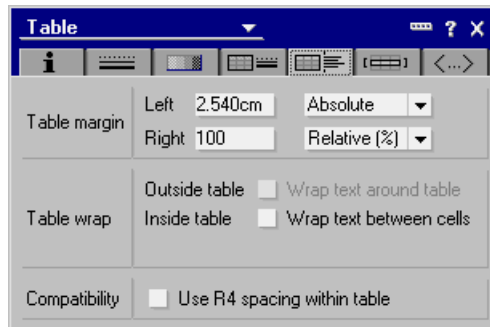 Table ?
i <...>
Left 2.540cm Absolute
Table margin
Right 100 Relative (%)
Outside table Wrap text around table
Table wrap Inside table Wrap text between cells
Compatibility Use R4 spacing within table